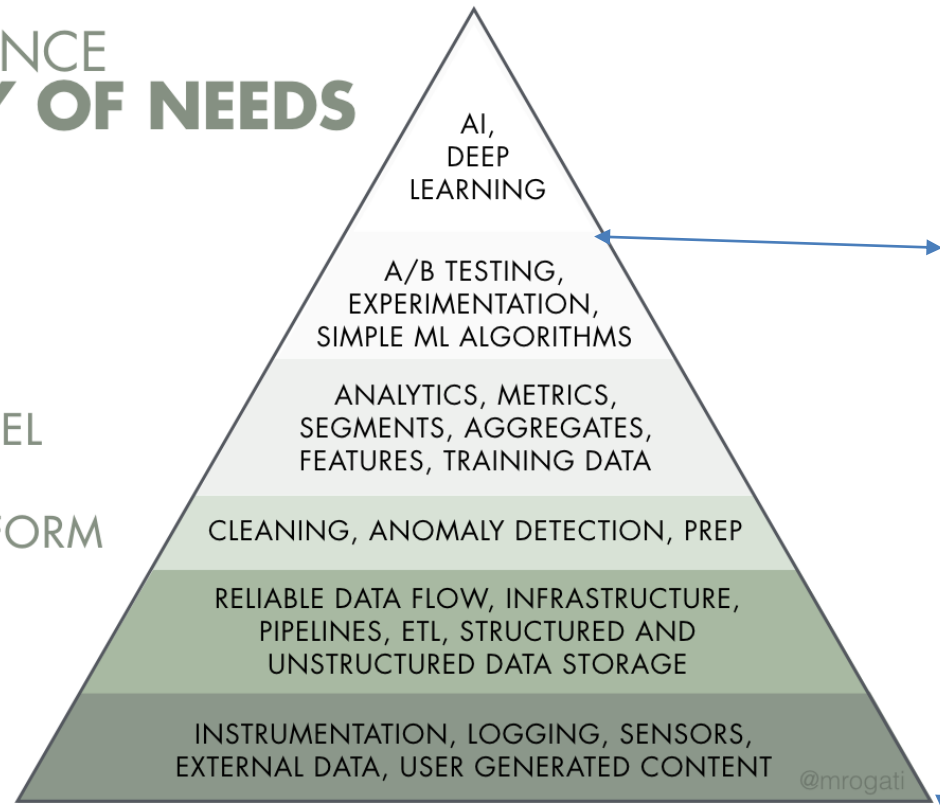 NCE
Y OF NEEDS
AI,
DEEP
LEARNING
A/B TESTING,
EXPERIMENTATION,
SIMPLE ML ALGORITHMS
EL
ANALYTICS, METRICS,
SEGMENTS, AGGREGATES,
FEATURES, TRAINING DATA
FORM
CLEANING, ANOMALY DETECTION, PREP
RELIABLE DATA FLOW, INFRASTRUCTURE,
PIPELINES, ETL, STRUCTURED AND
UNSTRUCTURED DATA STORAGE
INSTRUMENTATION, LOGGING, SENSORS,
EXTERNAL DATA, USER GENERATED CONTENT
@mrogati